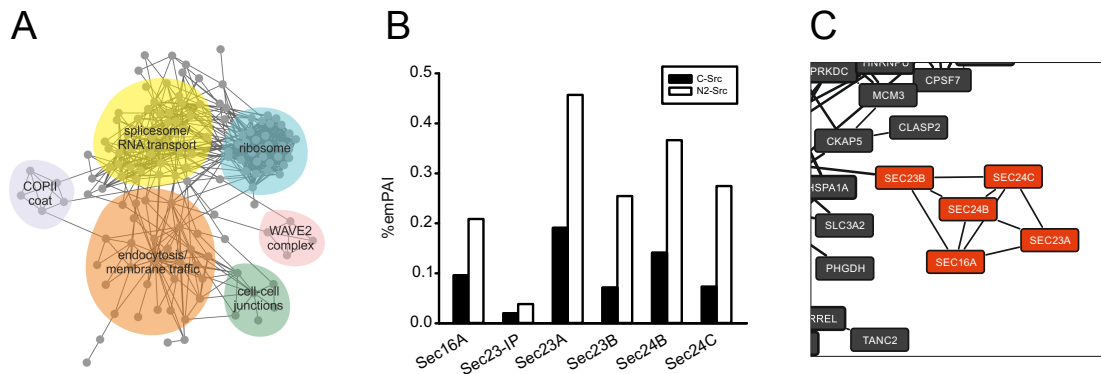 A
B
C
splicesome/
RNA transport
ribosome
COPII
coat
WAVE2
complex
endocytosis/
membrane traffic
cell-cell
junctions
%emPAI
0.5
0.4
0.3
0.2
0.1
0.0
C-Src
N2-Src
Sec16A
Sec23-IP
Sec23A
Sec23B
Sec24B
Sec24C
PRKDC
HNRNPU
CPSF7
MCM3
CLASP2
CKAP5
SEC23B
SEC24C
HSPA1A
SEC24B
SLC3A2
SEC23A
SEC16A
PHGDH
RREL
TANC2